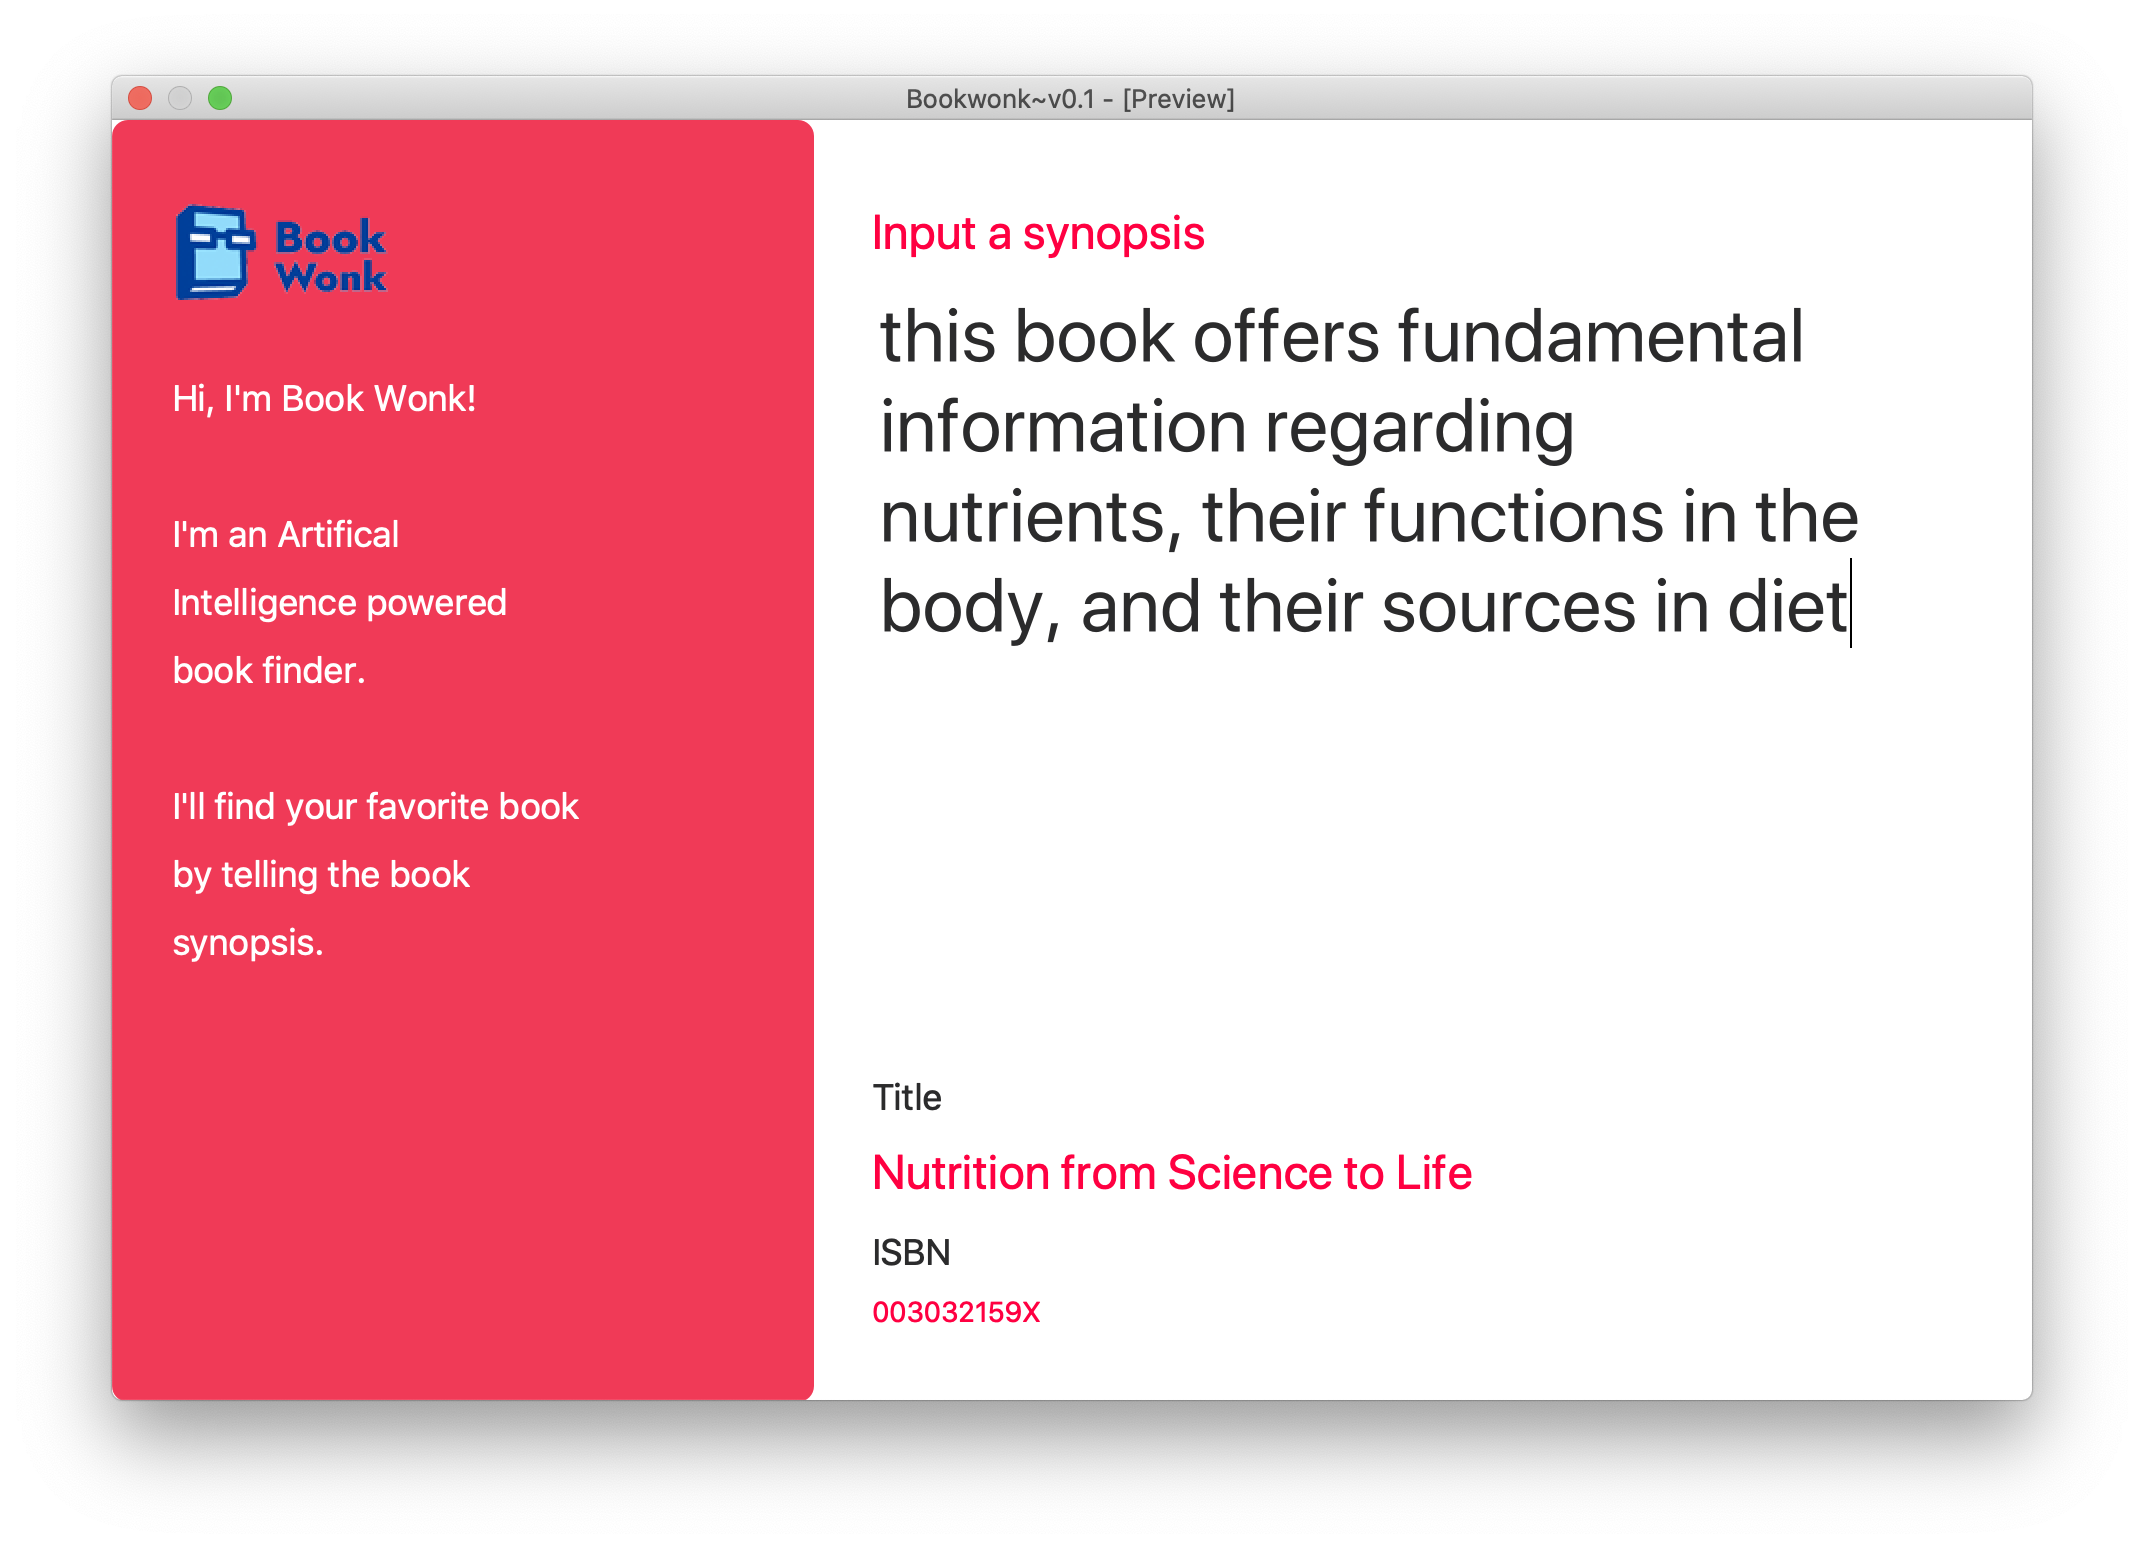 Bookwonk~v0.1 - [Preview]
Book
Wonk
Hi, I'm Book Wonk!
I'm an Artifical
Intelligence powered
book finder.
I'll find your favorite book
by telling the book
synopsis.
Input a synopsis
this book offers fundamental
information regarding
nutrients, their functions in the
body, and their sources in diet
Title
Nutrition from Science to Life
ISBN
003032159X